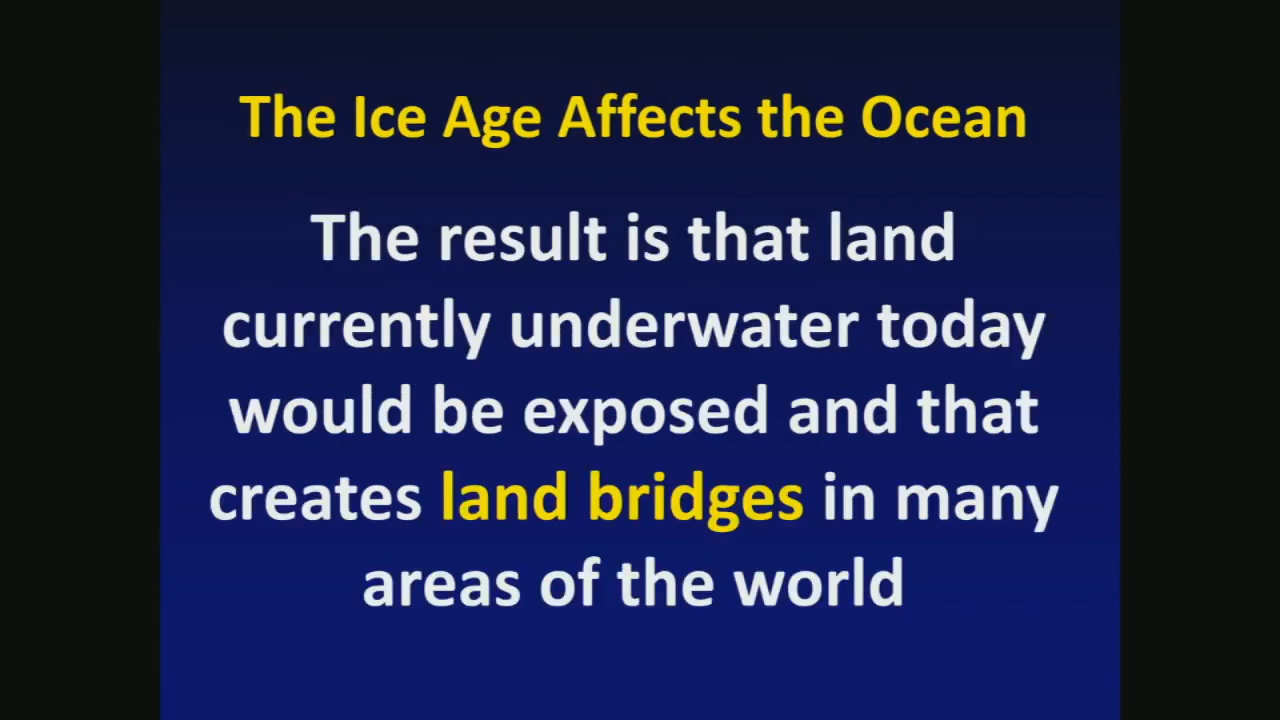 The Ice Age Affects the Ocean
The result is that land
currently underwater today
would be exposed and that
creates land bridges in many
areas of the world